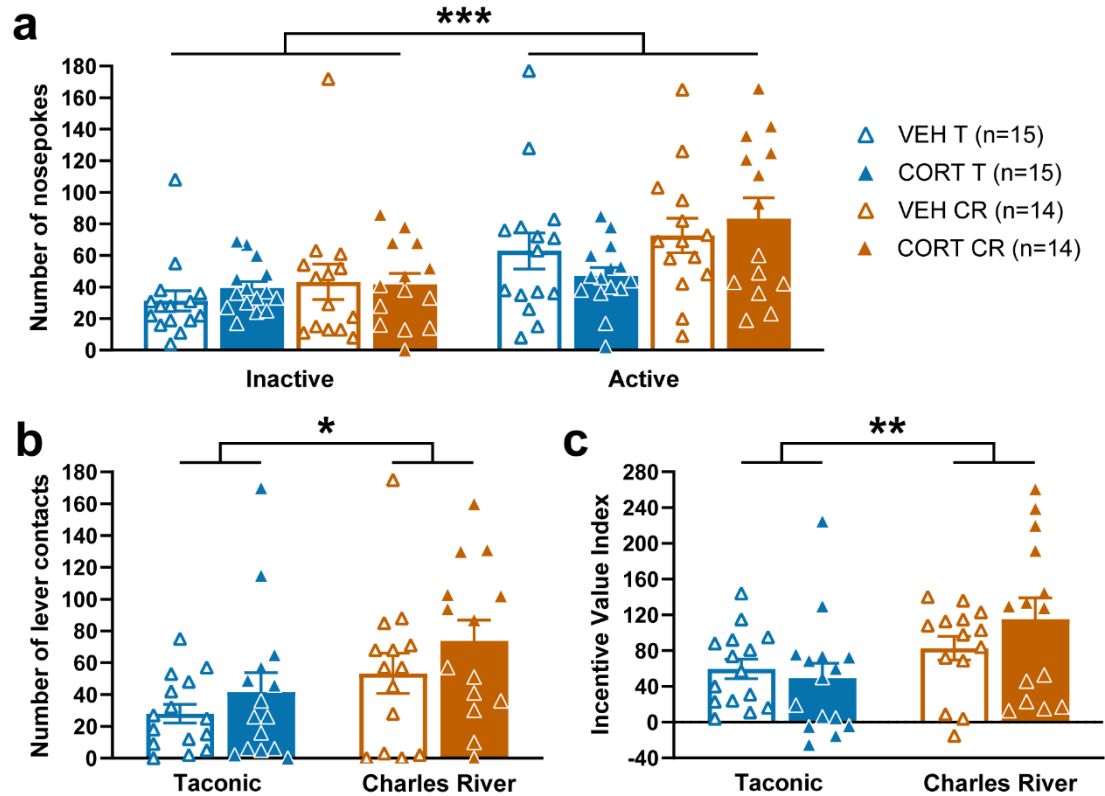 a
***
Number of nosepokes
180
160
140
120
100
80
60
40
20
0
Inactive
Active
VEH T (n=15)
CORT T (n=15)
VEH CR (n=14)
CORT CR (n=14)
b
*
Number of lever contacts
180
160
140
120
100
80
60
40
20
0
Taconic
Charles River
c
**
Incentive Value Index
280
240
200
160
120
80
40
0
-40
Taconic
Charles River